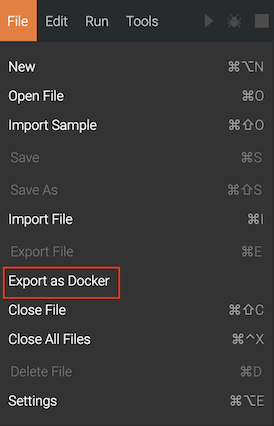 File Edit Run Tools
New ⌘⌥N
Open File ⌘O
Import Sample ⌘⇧O
Save ⌘S
Save As ⌘⇧S
Import File ⌘I
Export File ⌘E
Export as Docker
Close File ⌘⇧C
Close All Files ⌘^X
Delete File ⌘D
Settings ⌘⌥E